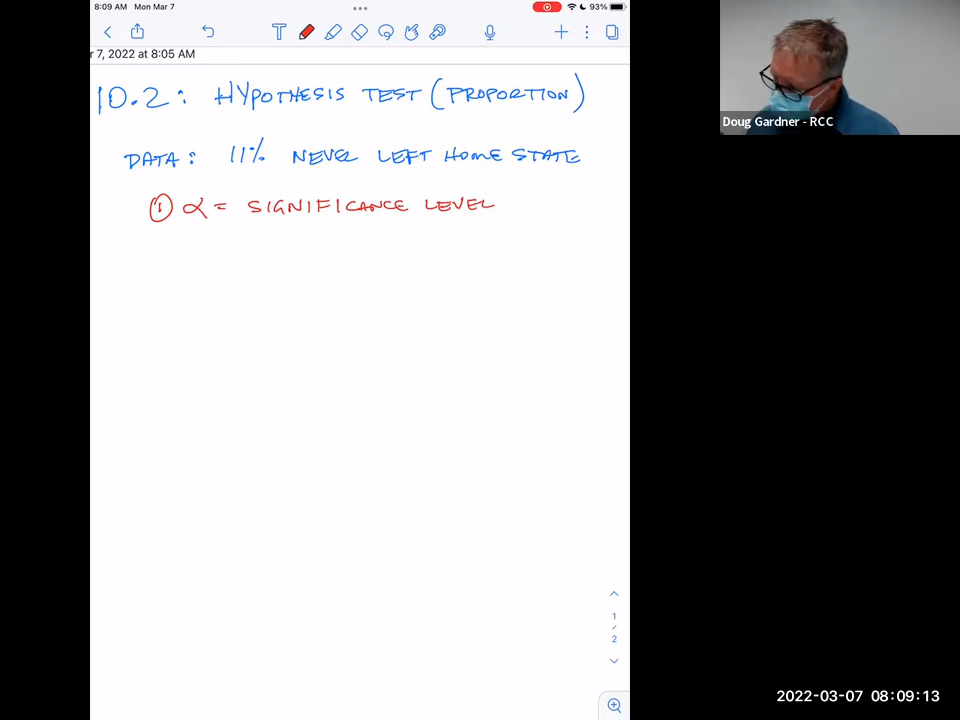 8:09 AM Mon Mar 7
93%
r 7, 2022 at 8:05 AM
10.2: HYPOTHESIS TEST (PROPORTION)
DATA: 11% NEVER LEFT HOME STATE
① α = SIGNIFICANCE LEVEL
1
/
2
Doug Gardner - RCC
2022-03-07 08:09:13